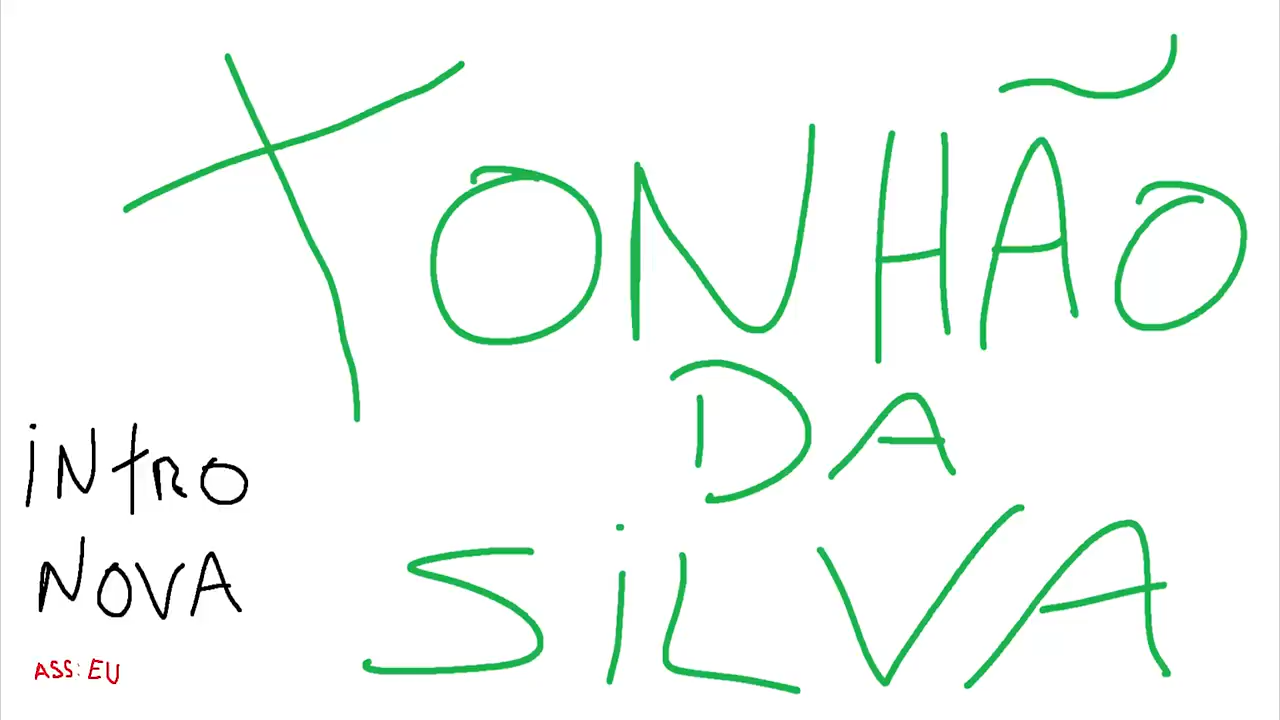 TONHÃO
DA
SiLVA
iNtRO
NOVA
ASS: EU